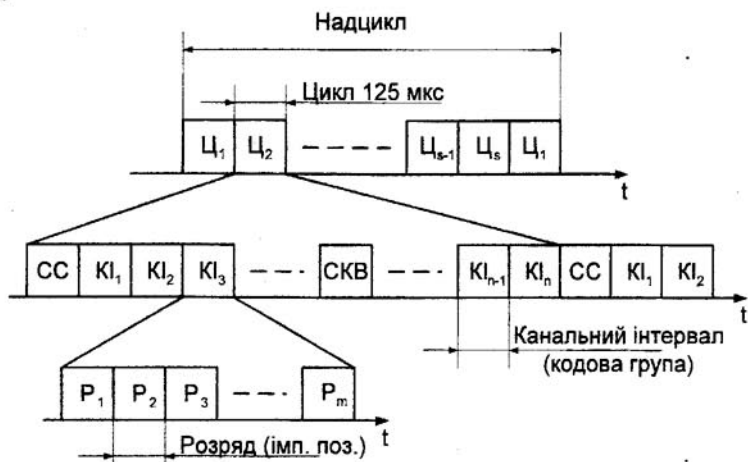 Надцикл
Цикл 125 мкс
Ц₁ Ц₂ Цₛ₋₁ Цₛ Ц₁
t
СС КІ₁ КІ₂ КІ₃ СКВ КІₙ₋₁ КІₙ СС КІ₁ КІ₂
t
Канальний інтервал
(кодова група)
Р₁ Р₂ Р₃ Рₘ
t
Розряд (імп. поз.)